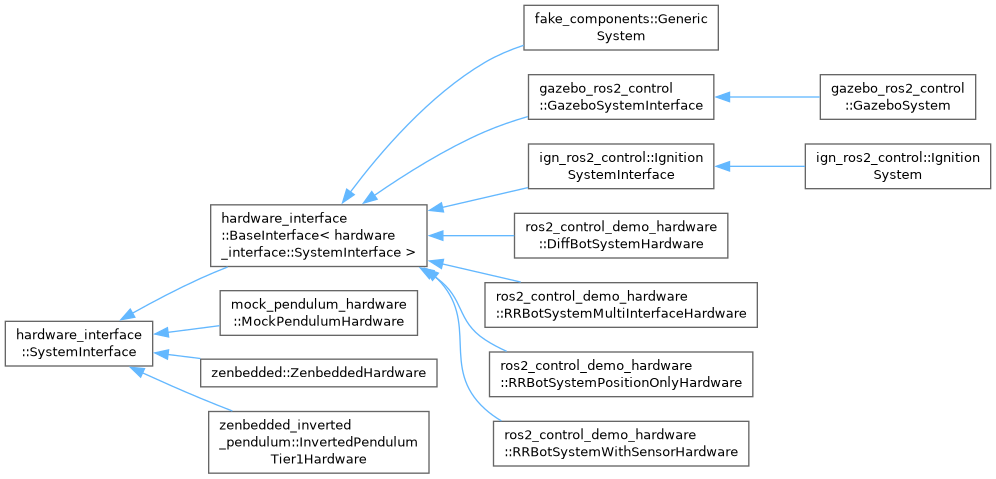 fake_components::Generic
System
gazebo_ros2_control
::GazeboSystemInterface
gazebo_ros2_control
::GazeboSystem
ign_ros2_control::Ignition
SystemInterface
ign_ros2_control::Ignition
System
hardware_interface
::BaseInterface< hardware
_interface::SystemInterface >
ros2_control_demo_hardware
::DiffBotSystemHardware
ros2_control_demo_hardware
::RRBotSystemMultiInterfaceHardware
mock_pendulum_hardware
::MockPendulumHardware
hardware_interface
::SystemInterface
zenbedded::ZenbeddedHardware
ros2_control_demo_hardware
::RRBotSystemPositionOnlyHardware
zenbedded_inverted
_pendulum::InvertedPendulum
Tier1Hardware
ros2_control_demo_hardware
::RRBotSystemWithSensorHardware